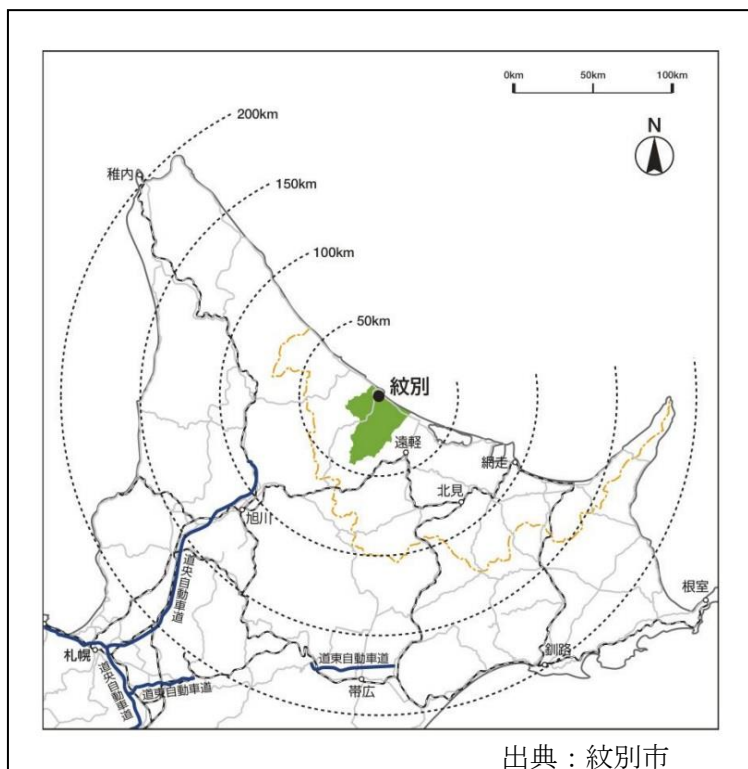 0km 50km 100km
N
200km
稚内
150km
100km
50km
紋別
遠軽
網走
北見
旭川
道央自動車道
根室
札幌
道央自動車道
道東自動車道
道東自動車道
帯広
釧路
出典：紋別市